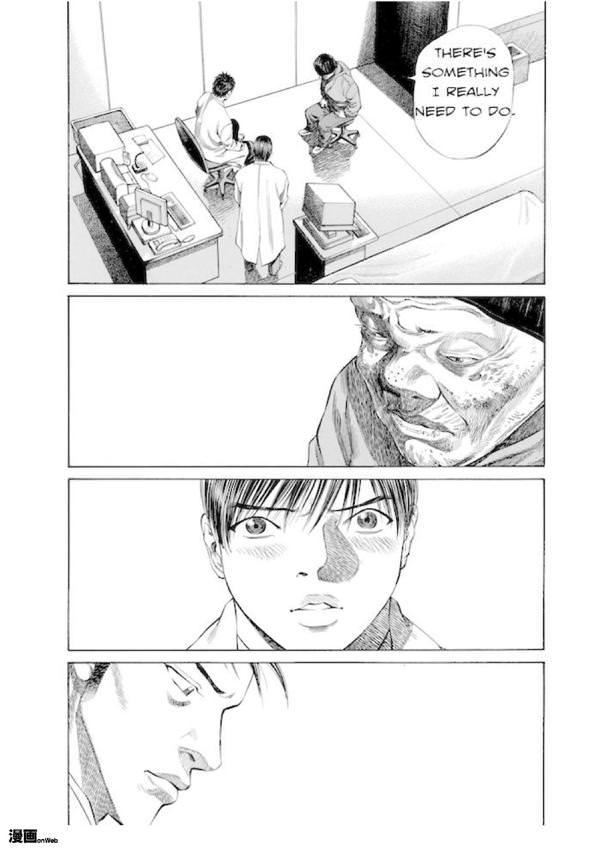 THERE'S
SOMETHING
I REALLY
NEED TO DO.
漫画onWeb